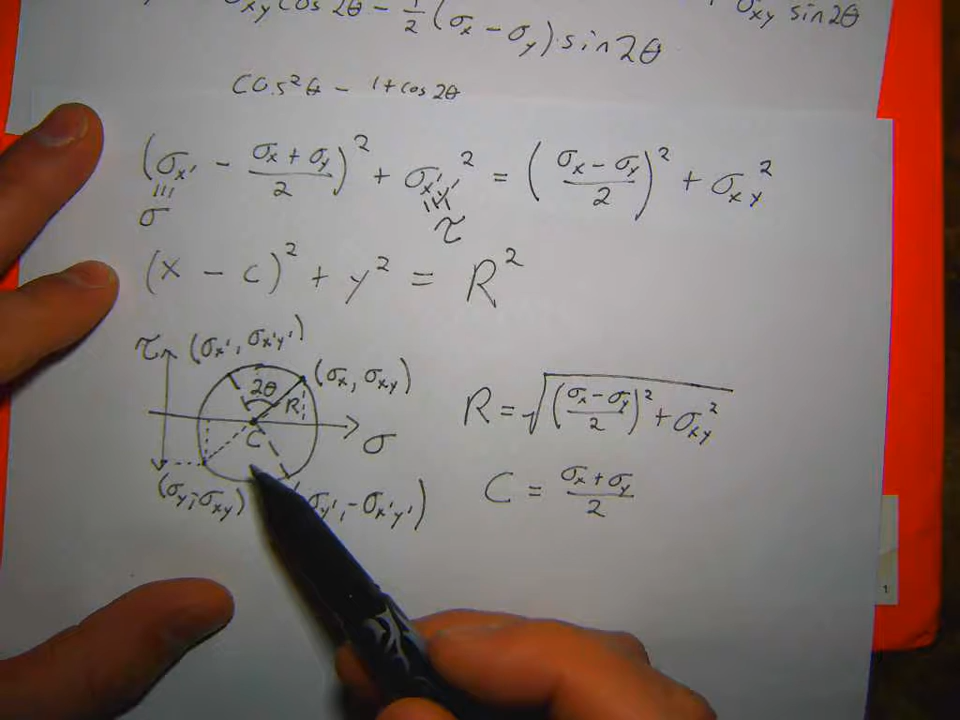 σxy cos 2θ − 1/2 (σx − σy) · sin 2θ σxy sin 2θ
cos²θ − 1 + cos 2θ
(σx' − (σx + σy)/2)² + σx'y'² = ((σx − σy)/2)² + σxy²
≡ ≡
σ τ
(x − c)² + y² = R²
τ (σx', σx'y')
2θ (σx, σxy)
R
C
σ
(σy, −σxy) σy', −σx'y')
R = √(((σx − σy)/2)² + σxy²)
C = (σx + σy)/2
1